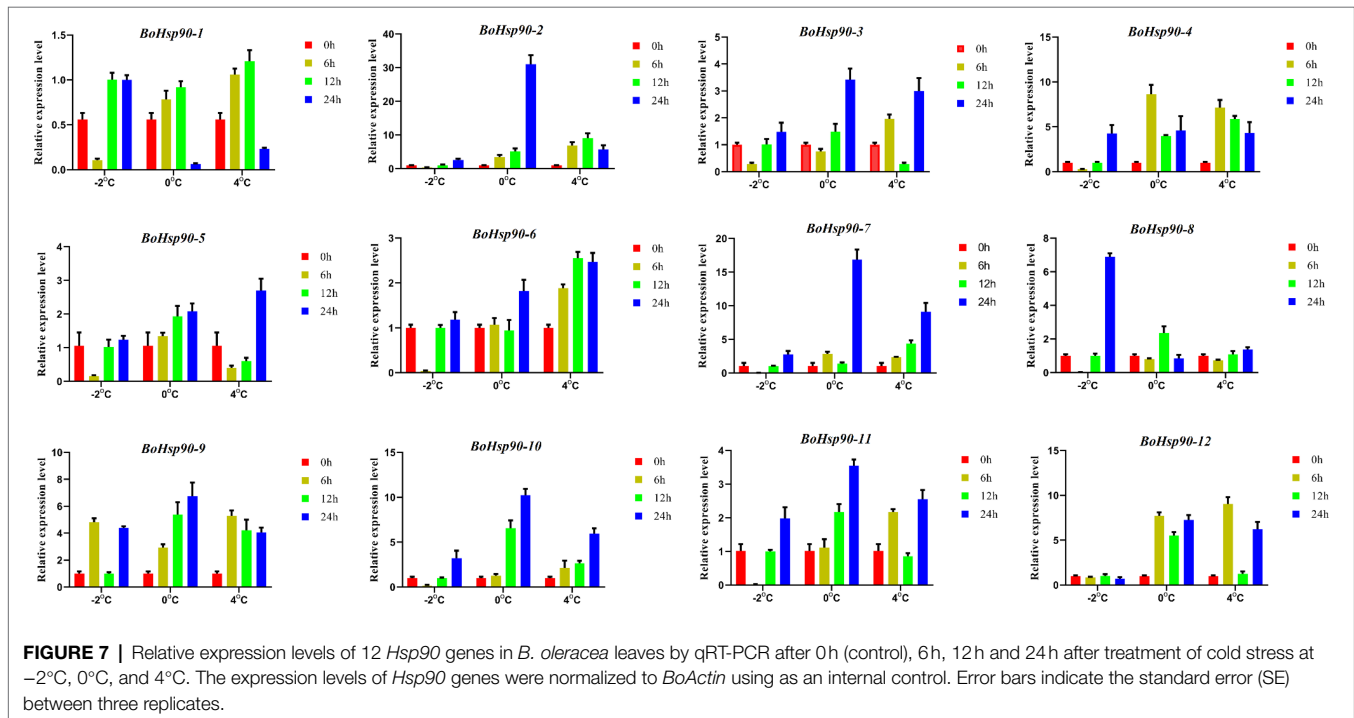 BoHsp90-1
Relative expression level
1.5
1.0
0.5
0.0
-2°C 0°C 4°C
0h
6h
12h
24h
BoHsp90-2
Relative expression level
40
30
20
10
0
-2°C 0°C 4°C
0h
6h
12h
24h
BoHsp90-3
Relative expression level
5
4
3
2
1
0
-2°C 0°C 4°C
0h
6h
12h
24h
BoHsp90-4
Relative expression level
15
10
5
0
-2°C 0°C 4°C
0h
6h
12h
24h
BoHsp90-5
Relative expression level
4
3
2
1
0
-2°C 0°C 4°C
0h
6h
12h
24h
BoHsp90-6
Relative expression level
3
2
1
0
-2°C 0°C 4°C
0h
6h
12h
24h
BoHsp90-7
Relative expression level
20
15
10
5
0
-2°C 0°C 4°C
0h
6h
12h
24h
BoHsp90-8
Relative expression level
8
6
4
2
0
-2°C 0°C 4°C
0h
6h
12h
24h
BoHsp90-9
Relative expression level
10
8
6
4
2
0
-2°C 0°C 4°C
0h
6h
12h
24h
BoHsp90-10
Relative expression level
15
10
5
0
-2°C 0°C 4°C
0h
6h
12h
24h
BoHsp90-11
Relative expression level
4
3
2
1
0
-2°C 0°C 4°C
0h
6h
12h
24h
BoHsp90-12
Relative expression level
15
10
5
0
-2°C 0°C 4°C
0h
6h
12h
24h
FIGURE 7 | Relative expression levels of 12 Hsp90 genes in B. oleracea leaves by qRT-PCR after 0h (control), 6h, 12h and 24h after treatment of cold stress at
−2°C, 0°C, and 4°C. The expression levels of Hsp90 genes were normalized to BoActin using as an internal control. Error bars indicate the standard error (SE)
between three replicates.